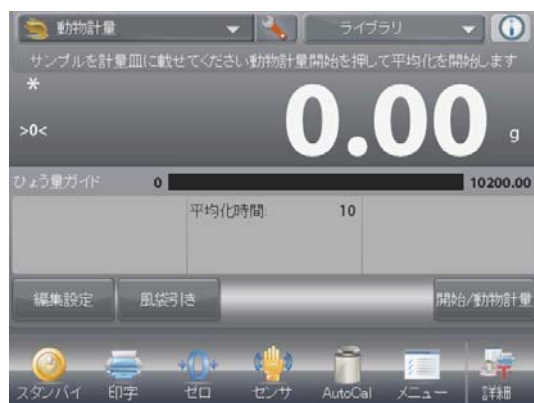 動物計量 ライブラリ
サンプルを計量皿に載せてください動物計量開始を押して平均化を開始します
*
>0< 0.00 g
ひょう量ガイド 0 10200.00
平均化時間: 10
編集設定 風袋引き 開始/動物計量
スタンバイ 印字 ゼロ センサ AutoCal メニュー 詳細